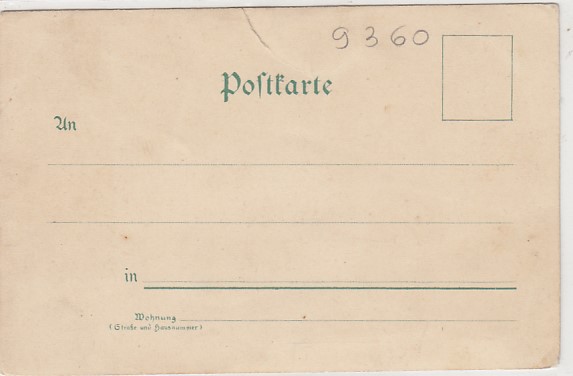 9360
Poſtkarte
An
in
Wohnung
(Straße und Hausnummer)